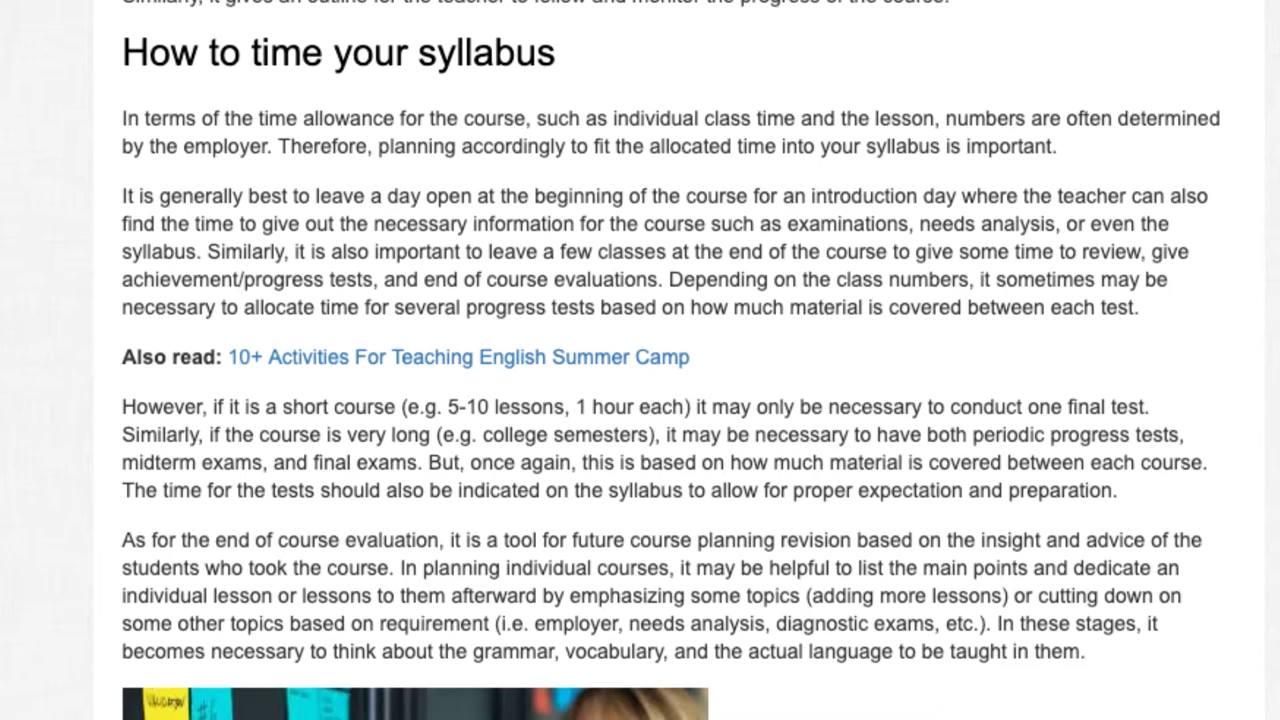 Similarly, it gives an outline for the teacher to follow and monitor the progress of the course.
How to time your syllabus
In terms of the time allowance for the course, such as individual class time and the lesson, numbers are often determined
by the employer. Therefore, planning accordingly to fit the allocated time into your syllabus is important.
It is generally best to leave a day open at the beginning of the course for an introduction day where the teacher can also
find the time to give out the necessary information for the course such as examinations, needs analysis, or even the
syllabus. Similarly, it is also important to leave a few classes at the end of the course to give some time to review, give
achievement/progress tests, and end of course evaluations. Depending on the class numbers, it sometimes may be
necessary to allocate time for several progress tests based on how much material is covered between each test.
Also read: 10+ Activities For Teaching English Summer Camp
However, if it is a short course (e.g. 5-10 lessons, 1 hour each) it may only be necessary to conduct one final test.
Similarly, if the course is very long (e.g. college semesters), it may be necessary to have both periodic progress tests,
midterm exams, and final exams. But, once again, this is based on how much material is covered between each course.
The time for the tests should also be indicated on the syllabus to allow for proper expectation and preparation.
As for the end of course evaluation, it is a tool for future course planning revision based on the insight and advice of the
students who took the course. In planning individual courses, it may be helpful to list the main points and dedicate an
individual lesson or lessons to them afterward by emphasizing some topics (adding more lessons) or cutting down on
some other topics based on requirement (i.e. employer, needs analysis, diagnostic exams, etc.). In these stages, it
becomes necessary to think about the grammar, vocabulary, and the actual language to be taught in them.